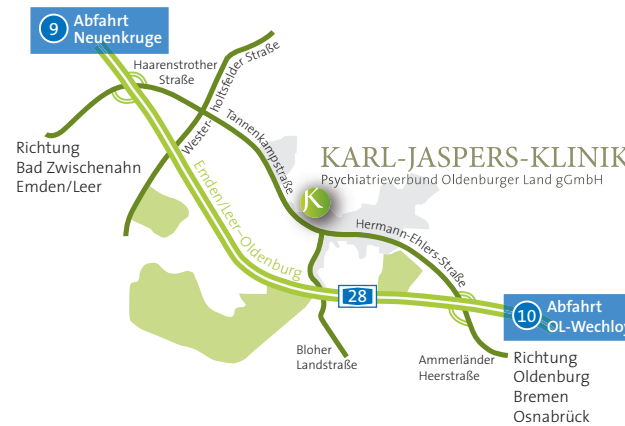 9
Abfahrt
Neuenkruge
Haarenstrother
Straße
Wester-
holtsfelder Straße
Tannenkampstraße
Richtung
Bad Zwischenahn
Emden/Leer
Emden/Leer–Oldenburg
K
KARL-JASPERS-KLINIK
Psychiatrieverbund Oldenburger Land gGmbH
Hermann-Ehlers-Straße
28
10
Abfahrt
OL-Wechloy
Bloher
Landstraße
Ammerländer
Heerstraße
Richtung
Oldenburg
Bremen
Osnabrück